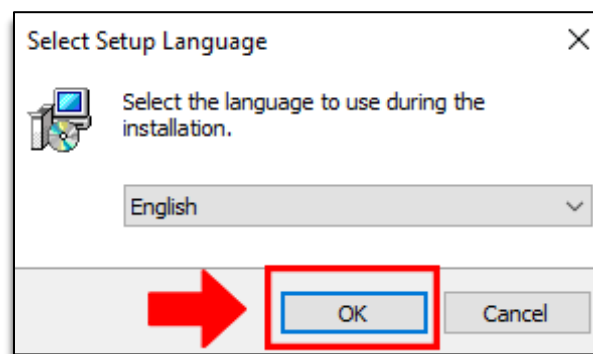 Select Setup Language
Select the language to use during the
installation.
English
OK
Cancel